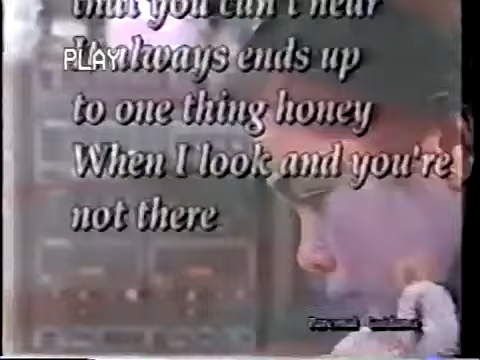 that you can't hear
It always ends up
PLAY
to one thing honey
When I look and you're
not there